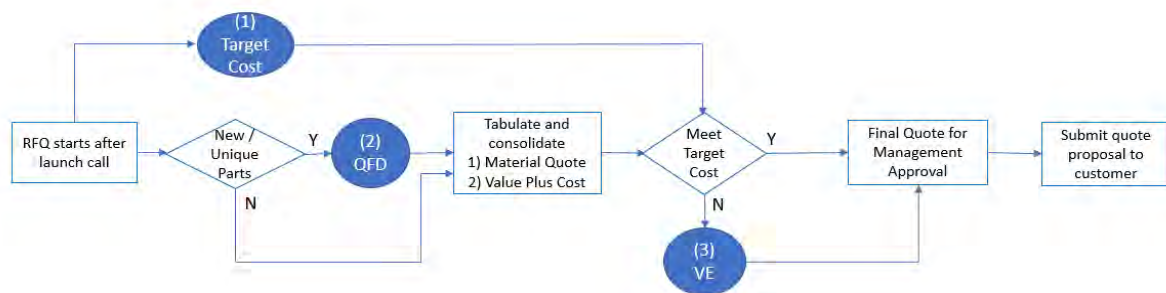 (1)
Target
Cost
RFQ starts after
launch call
New /
Unique
Parts
Y
N
(2)
QFD
Tabulate and
consolidate
1) Material Quote
2) Value Plus Cost
Meet
Target
Cost
Y
N
(3)
VE
Final Quote for
Management
Approval
Submit quote
proposal to
customer